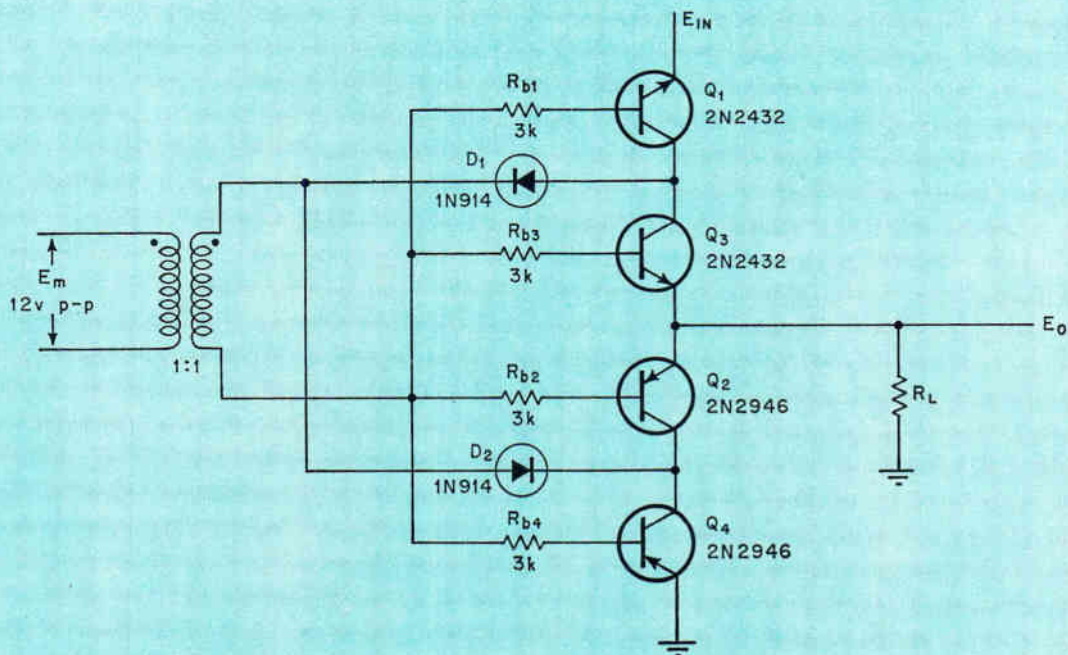 E_IN
R_b1
3k
Q_1
2N2432
D_1
1N914
R_b3
3k
Q_3
2N2432
E_m
12v p-p
1:1
E_o
R_b2
3k
Q_2
2N2946
R_L
D_2
1N914
R_b4
3k
Q_4
2N2946